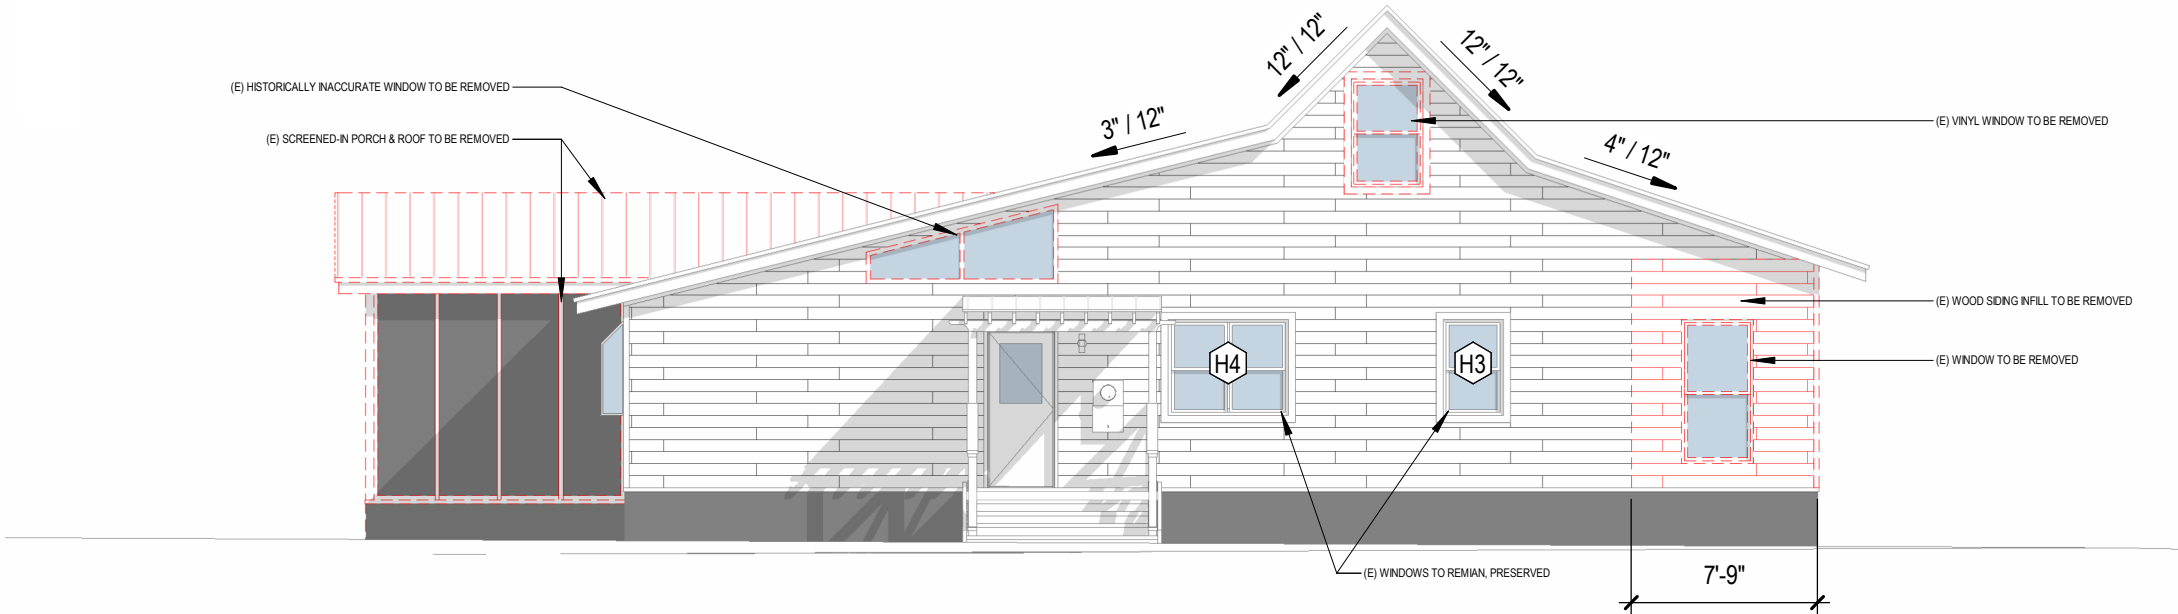 12" / 12"
12" / 12"
(E) HISTORICALLY INACCURATE WINDOW TO BE REMOVED
3" / 12"
(E) VINYL WINDOW TO BE REMOVED
(E) SCREENED-IN PORCH & ROOF TO BE REMOVED
4" / 12"
(E) WOOD SIDING INFILL TO BE REMOVED
H4
H3
(E) WINDOW TO BE REMOVED
(E) WINDOWS TO REMIAN, PRESERVED
7'-9"